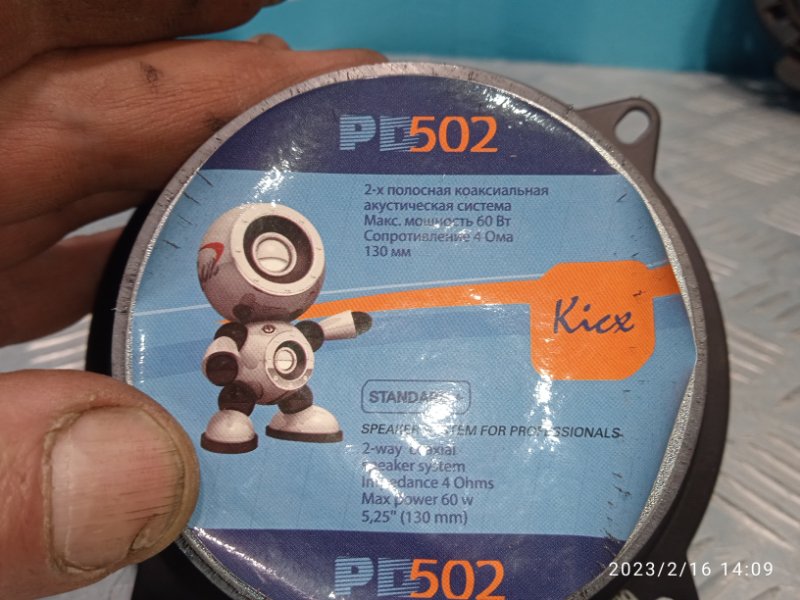 PD502
2-х полосная коаксиальная
акустическая система
Макс. мощность 60 Вт
Сопротивление 4 Ома
130 мм
Kicx
STANDARD +
SPEAKER SYSTEM FOR PROFESSIONALS
2-way coaxial
speaker system
Impedance 4 Ohms
Max power 60 w
5,25" (130 mm)
PD502
2023/2/16 14:09